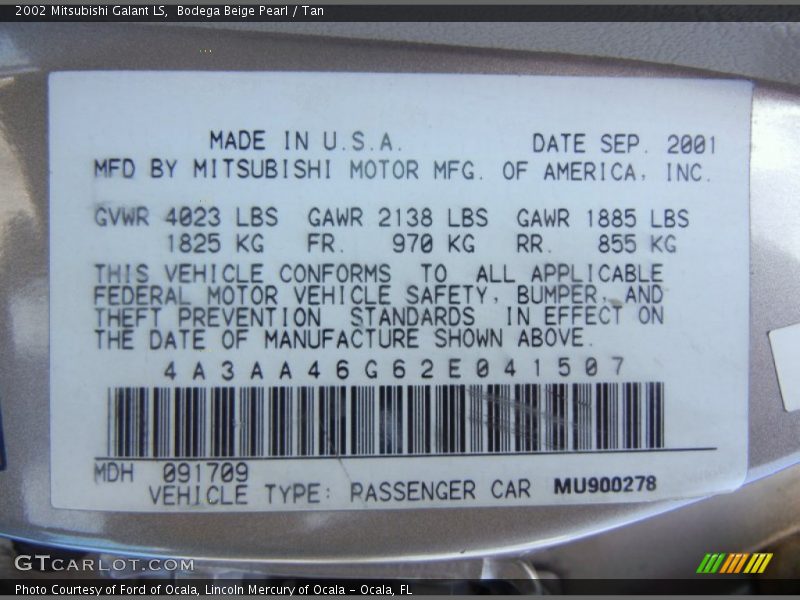 2002 Mitsubishi Galant LS, Bodega Beige Pearl / Tan
MADE IN U.S.A. DATE SEP. 2001
MFD BY MITSUBISHI MOTOR MFG. OF AMERICA, INC.
GVWR 4023 LBS GAWR 2138 LBS GAWR 1885 LBS
1825 KG FR. 970 KG RR. 855 KG
THIS VEHICLE CONFORMS TO ALL APPLICABLE
FEDERAL MOTOR VEHICLE SAFETY, BUMPER, AND
THEFT PREVENTION STANDARDS IN EFFECT ON
THE DATE OF MANUFACTURE SHOWN ABOVE.
4A3AA46G62E041507
MDH 091709
VEHICLE TYPE: PASSENGER CAR MU900278
GTCARLOT.COM
Photo Courtesy of Ford of Ocala, Lincoln Mercury of Ocala - Ocala, FL